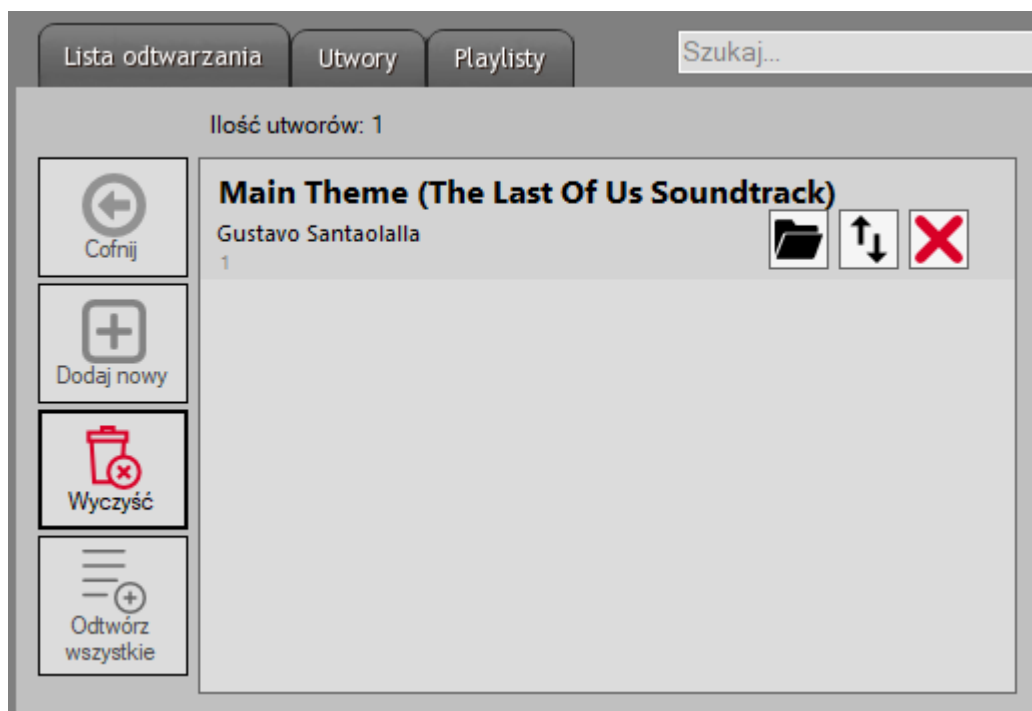 Lista odtwarzania
Utwory
Playlisty
Szukaj...
Ilość utworów: 1
Cofnij
Main Theme (The Last Of Us Soundtrack)
Gustavo Santaolalla
1
Dodaj nowy
Wyczyść
Odtwórz
wszystkie